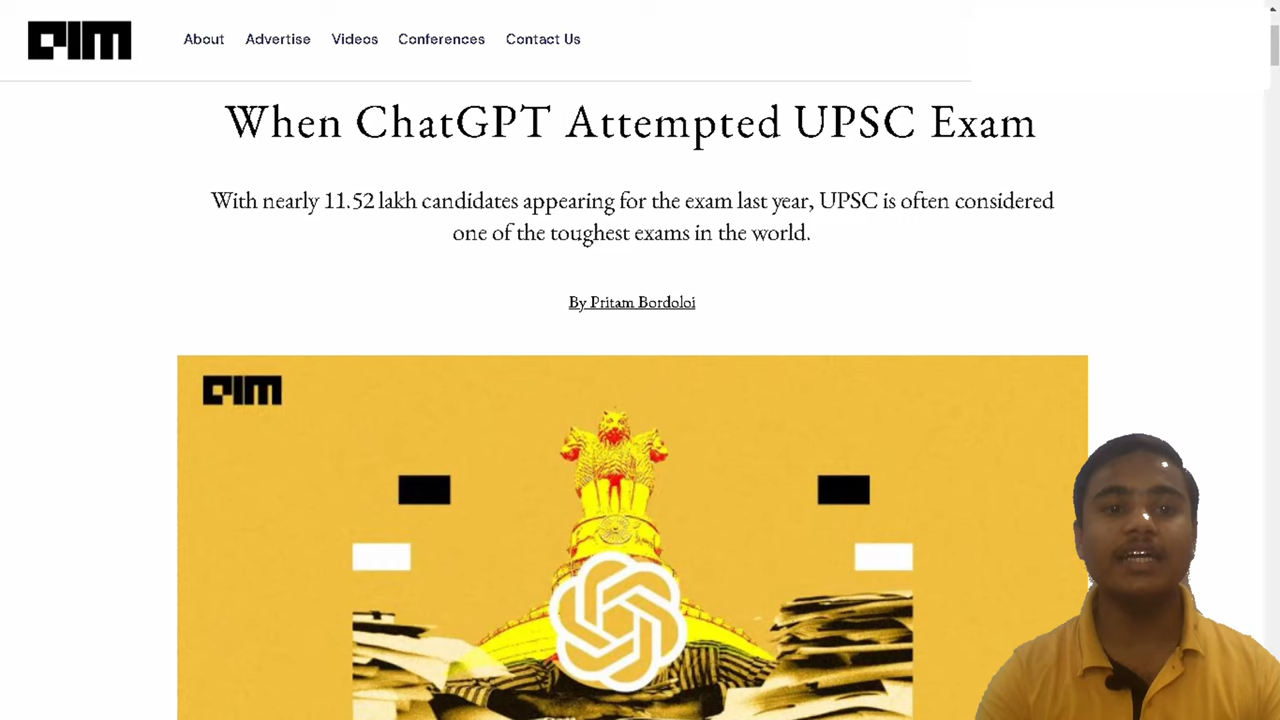 AIM
About Advertise Videos Conferences Contact Us
When ChatGPT Attempted UPSC Exam
With nearly 11.52 lakh candidates appearing for the exam last year, UPSC is often considered
one of the toughest exams in the world.
By Pritam Bordoloi
AIM